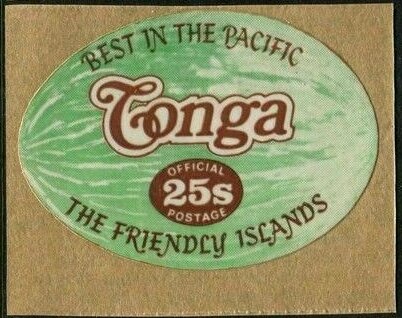 BEST IN THE PACIFIC
Tonga
OFFICIAL
25s
POSTAGE
THE FRIENDLY ISLANDS